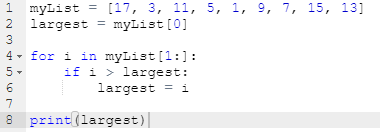 1 myList = [17, 3, 11, 5, 1, 9, 7, 15, 13]
2 largest = myList[0]
3
4 for i in myList[1:]:
5     if i > largest:
6         largest = i
7
8 print(largest)